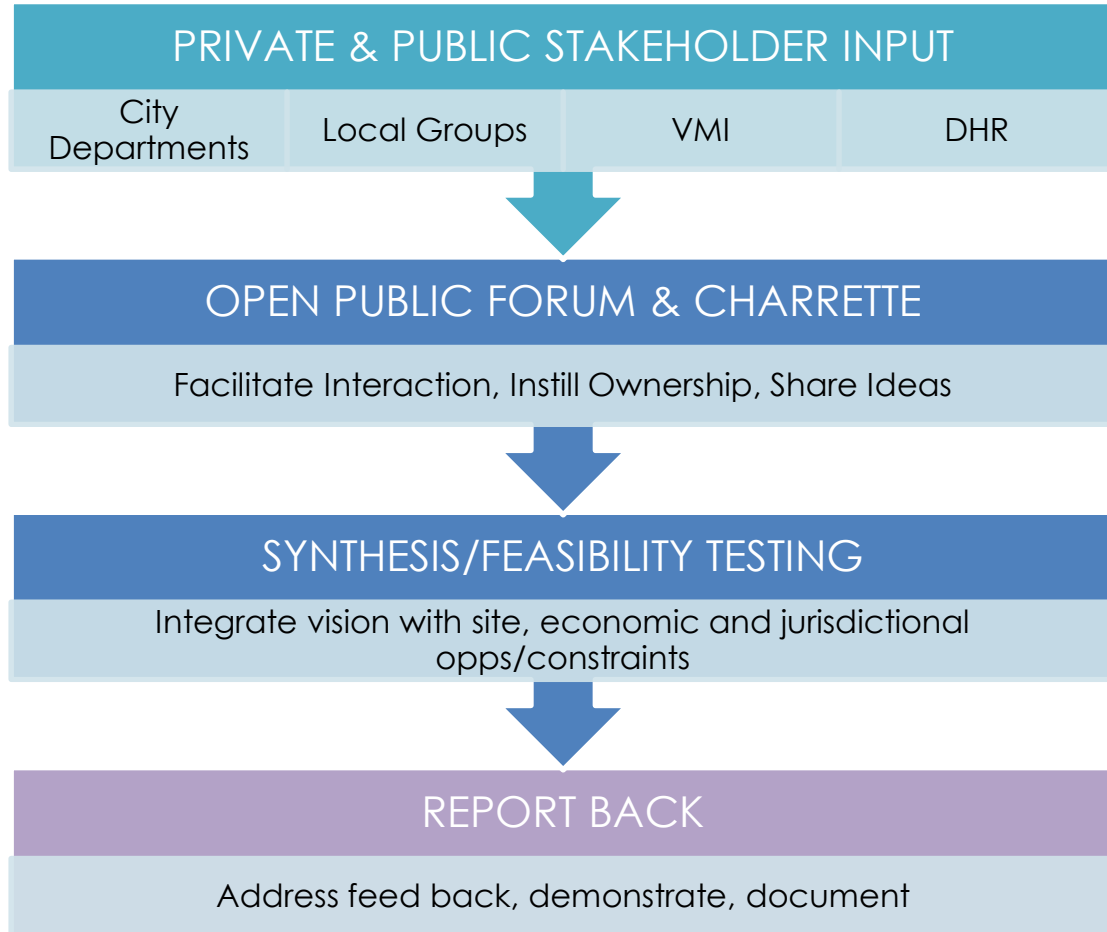 PRIVATE & PUBLIC STAKEHOLDER INPUT
City
Departments
Local Groups
VMI
DHR
OPEN PUBLIC FORUM & CHARRETTE
Facilitate Interaction, Instill Ownership, Share Ideas
SYNTHESIS/FEASIBILITY TESTING
Integrate vision with site, economic and jurisdictional
opps/constraints
REPORT BACK
Address feed back, demonstrate, document